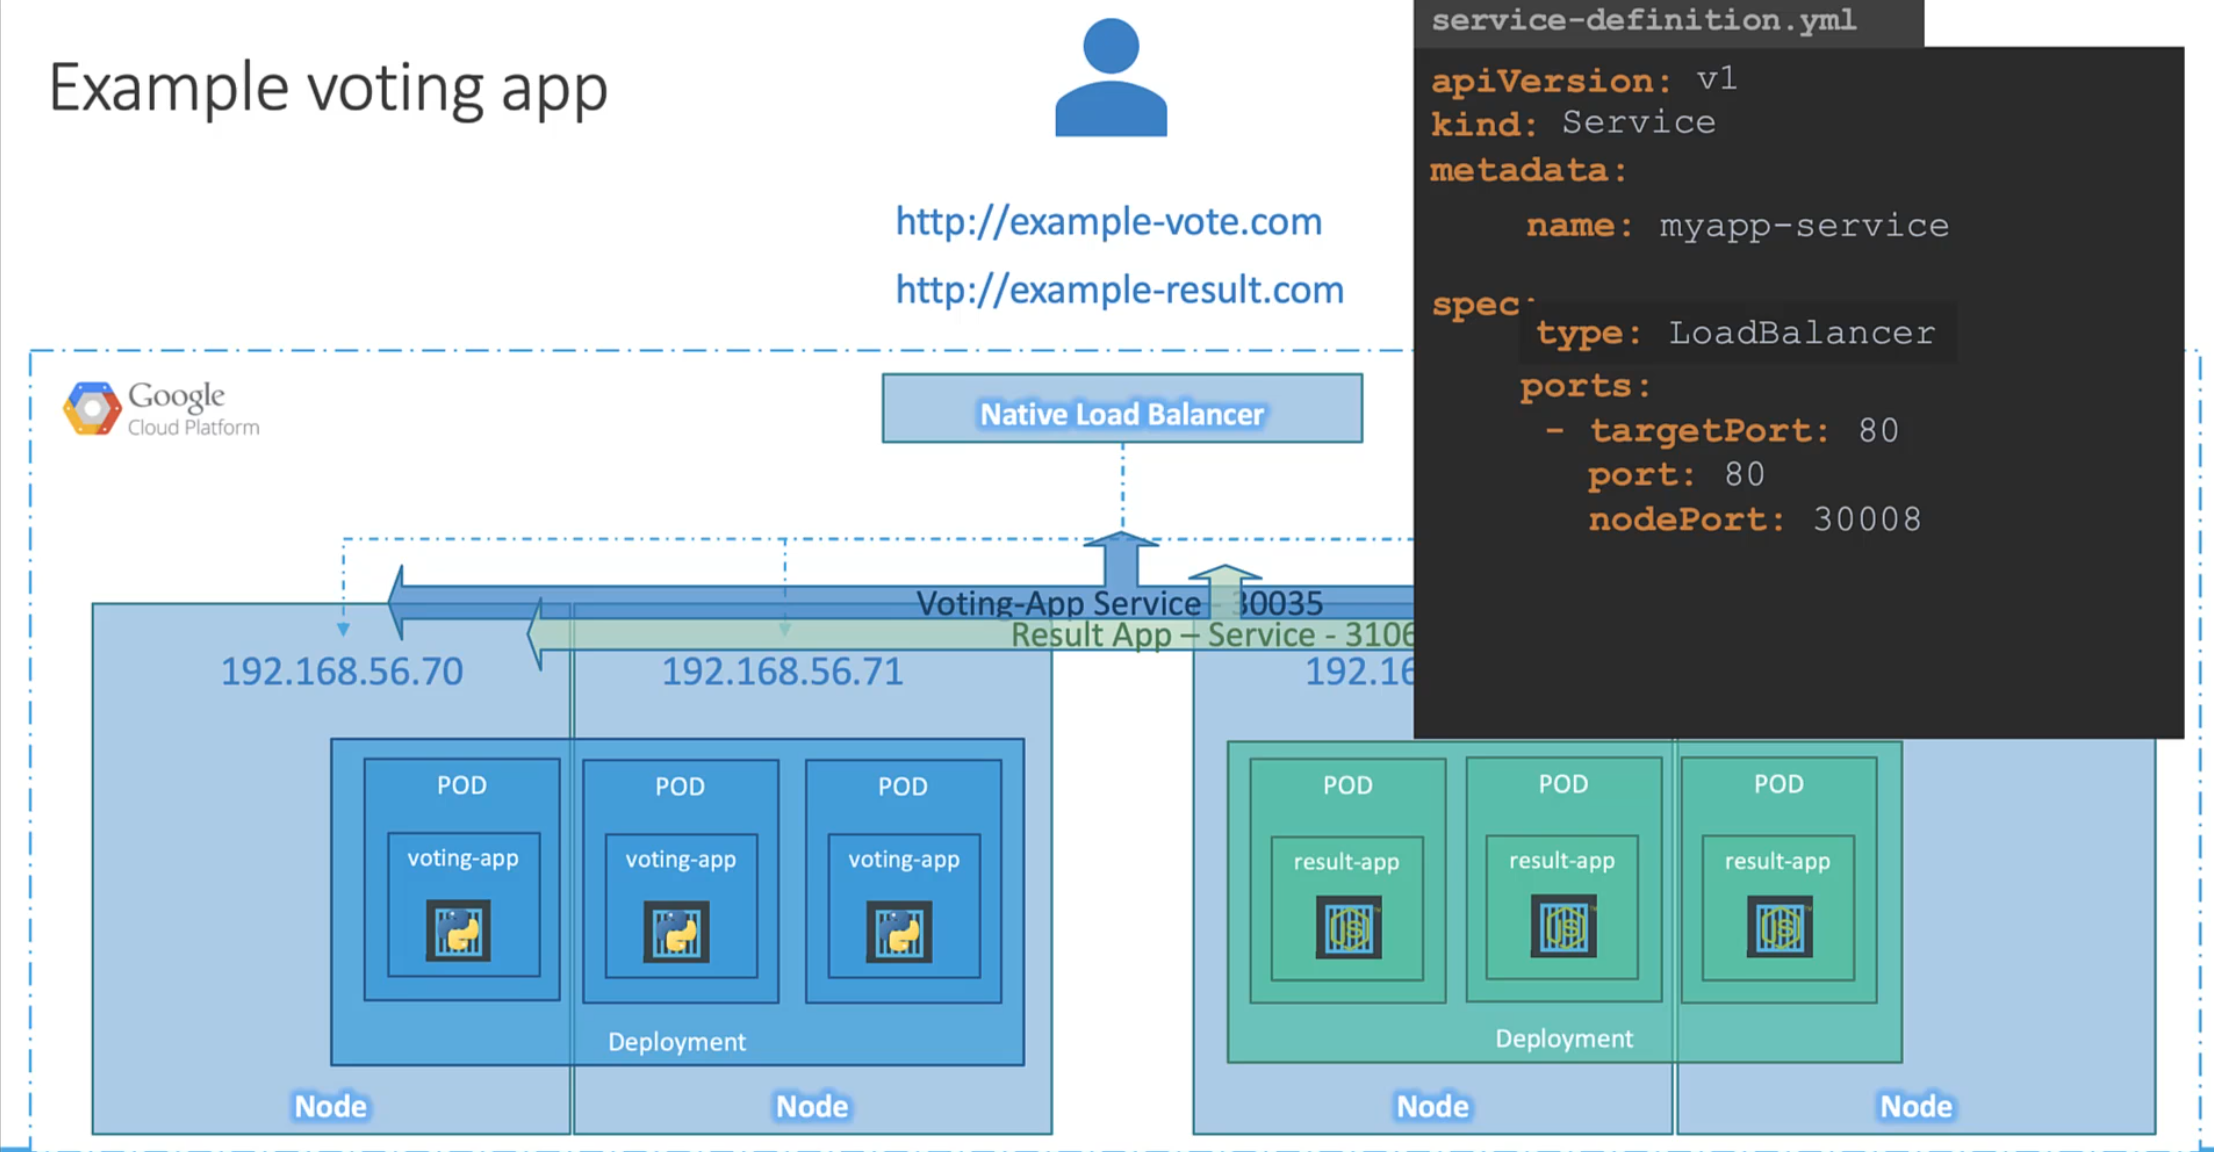 Example voting app
http://example-vote.com
http://example-result.com
service-definition.yml
apiVersion: v1
kind: Service
metadata:
name: myapp-service
spec:
type: LoadBalancer
ports:
- targetPort: 80
port: 80
nodePort: 30008
Google
Cloud Platform
Native Load Balancer
Voting-App Service - 30035
Result App – Service - 3106
192.168.56.70
192.168.56.71
192.16
POD
POD
POD
voting-app
voting-app
voting-app
Deployment
POD
POD
POD
result-app
result-app
result-app
JS
JS
JS
Deployment
Node
Node
Node
Node